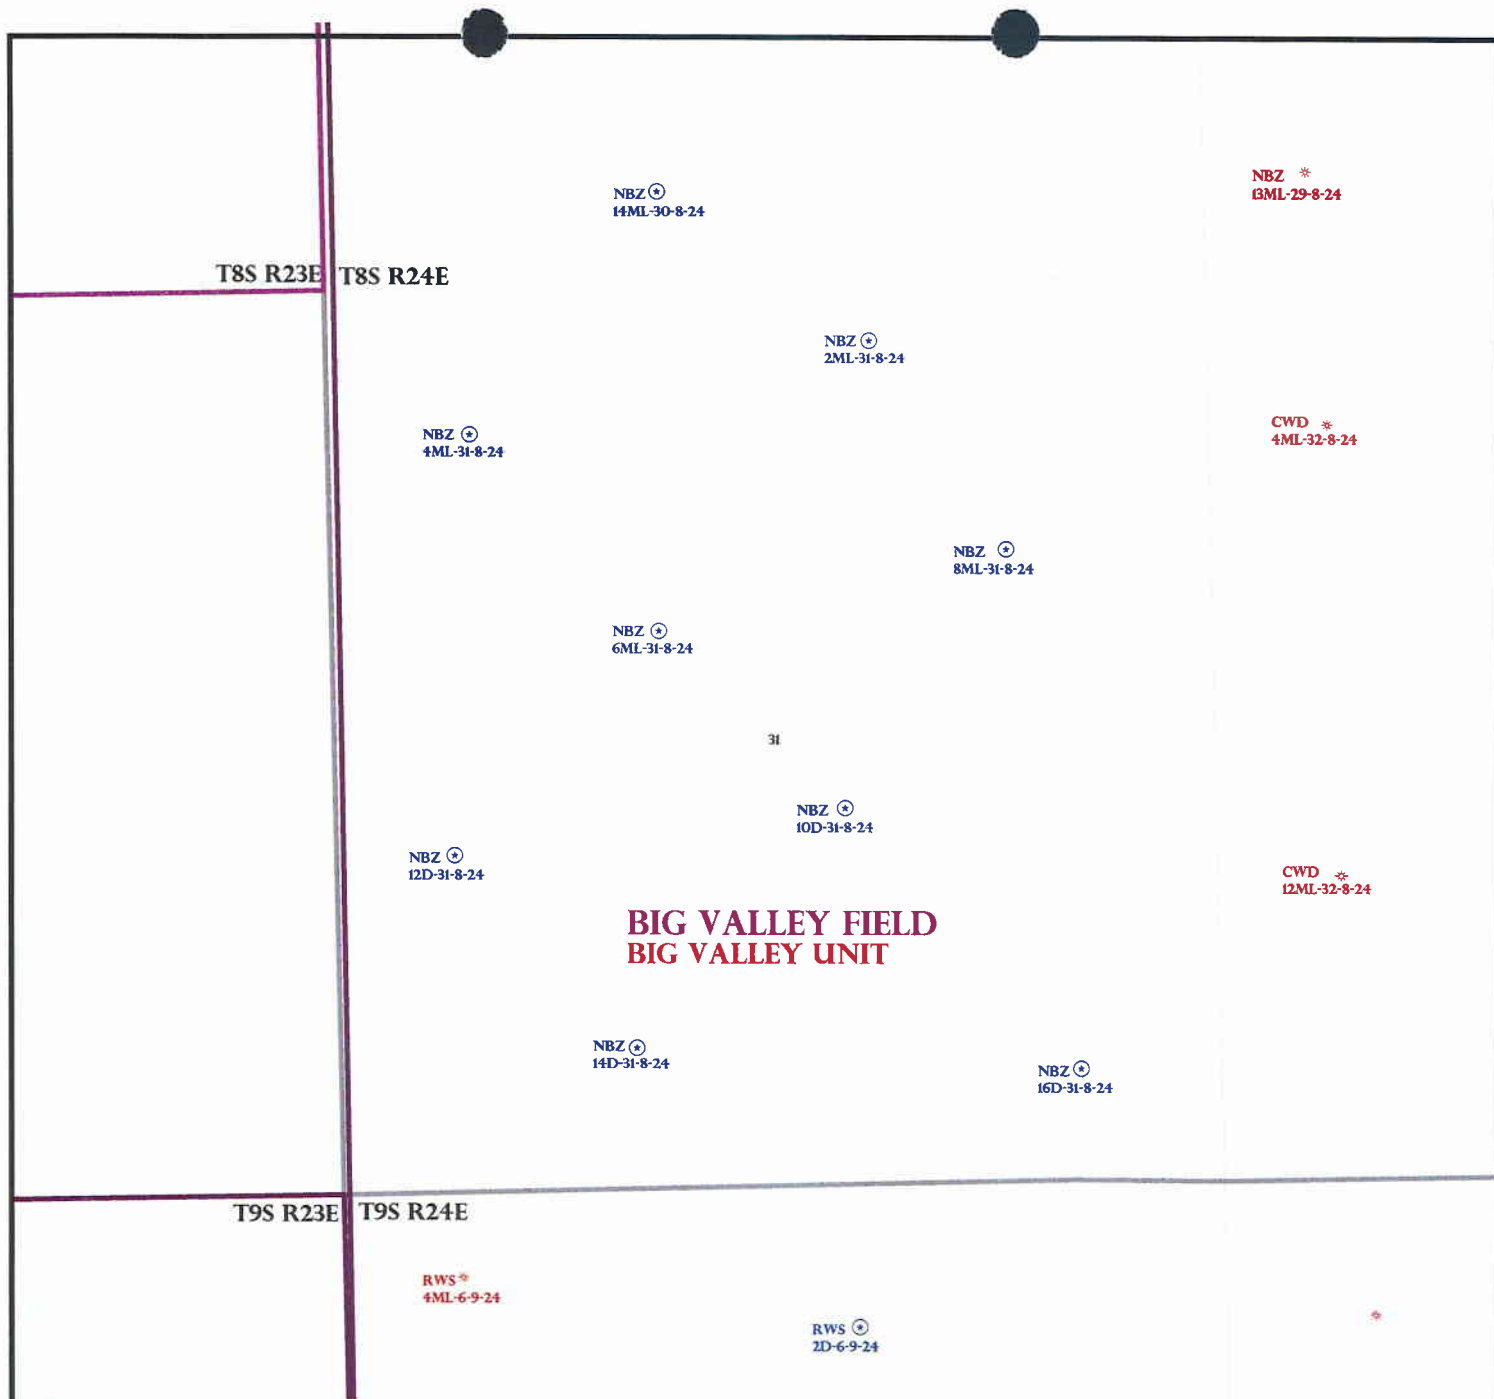 NBZ
13ML-29-8-24
NBZ
14ML-30-8-24
T8S R23E
T8S R24E
NBZ
2ML-31-8-24
CWD
4ML-32-8-24
NBZ
4ML-31-8-24
NBZ
8ML-31-8-24
NBZ
6ML-31-8-24
31
NBZ
10D-31-8-24
NBZ
12D-31-8-24
CWD
12ML-32-8-24
BIG VALLEY FIELD
BIG VALLEY UNIT
NBZ
14D-31-8-24
NBZ
16D-31-8-24
T9S R23E
T9S R24E
RWS
4ML-6-9-24
RWS
2D-6-9-24